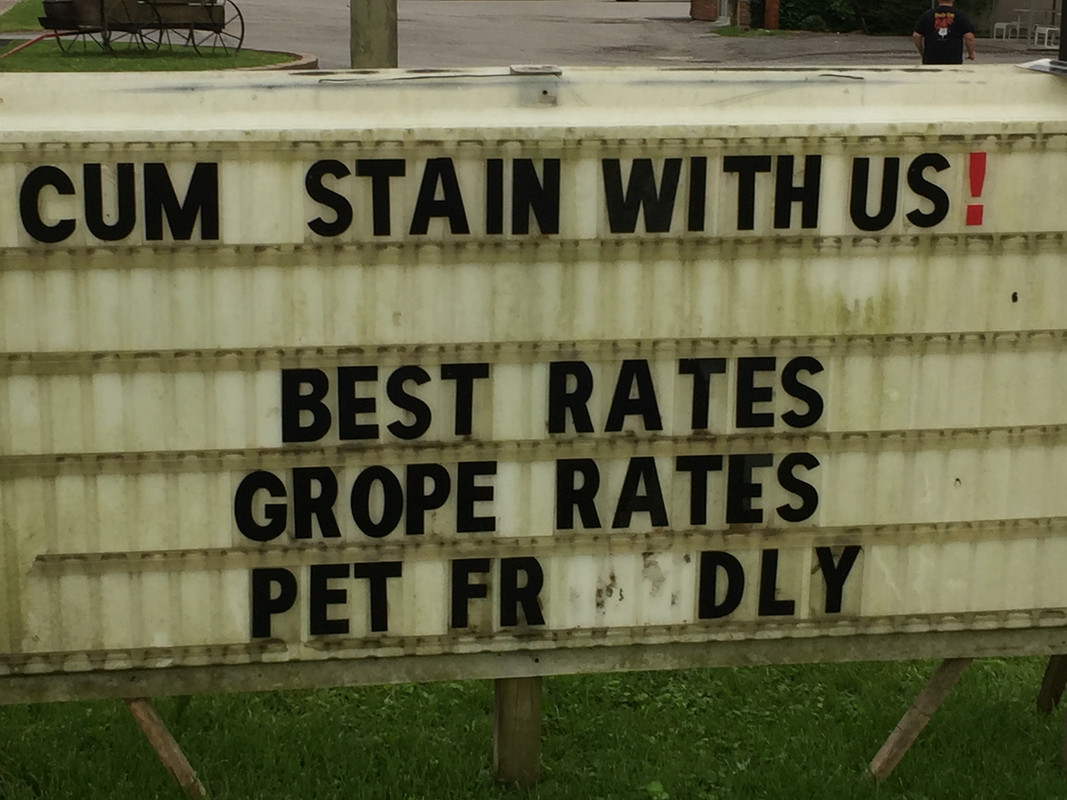 CUM STAIN WITH US!
BEST RATES
GROPE RATES
PET FR DLY